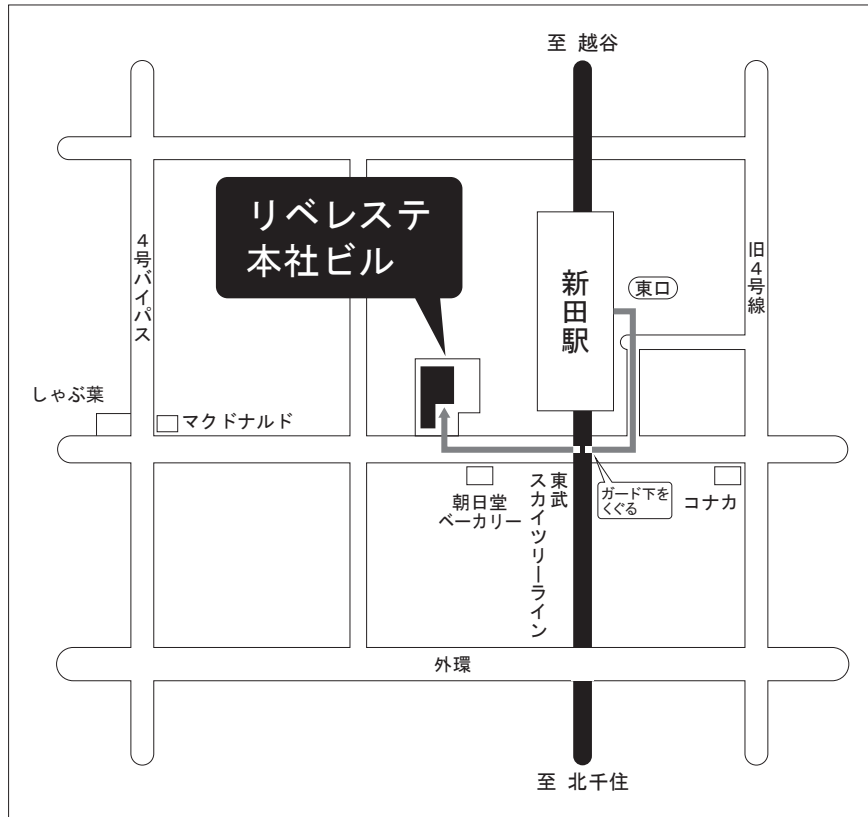 至 越谷
リベレステ
本社ビル
4号バイパス
新田駅
東口
旧4号線
しゃぶ葉
マクドナルド
朝日堂
ベーカリー
東武
スカイツリーライン
ガード下を
くぐる
コナカ
外環
至 北千住